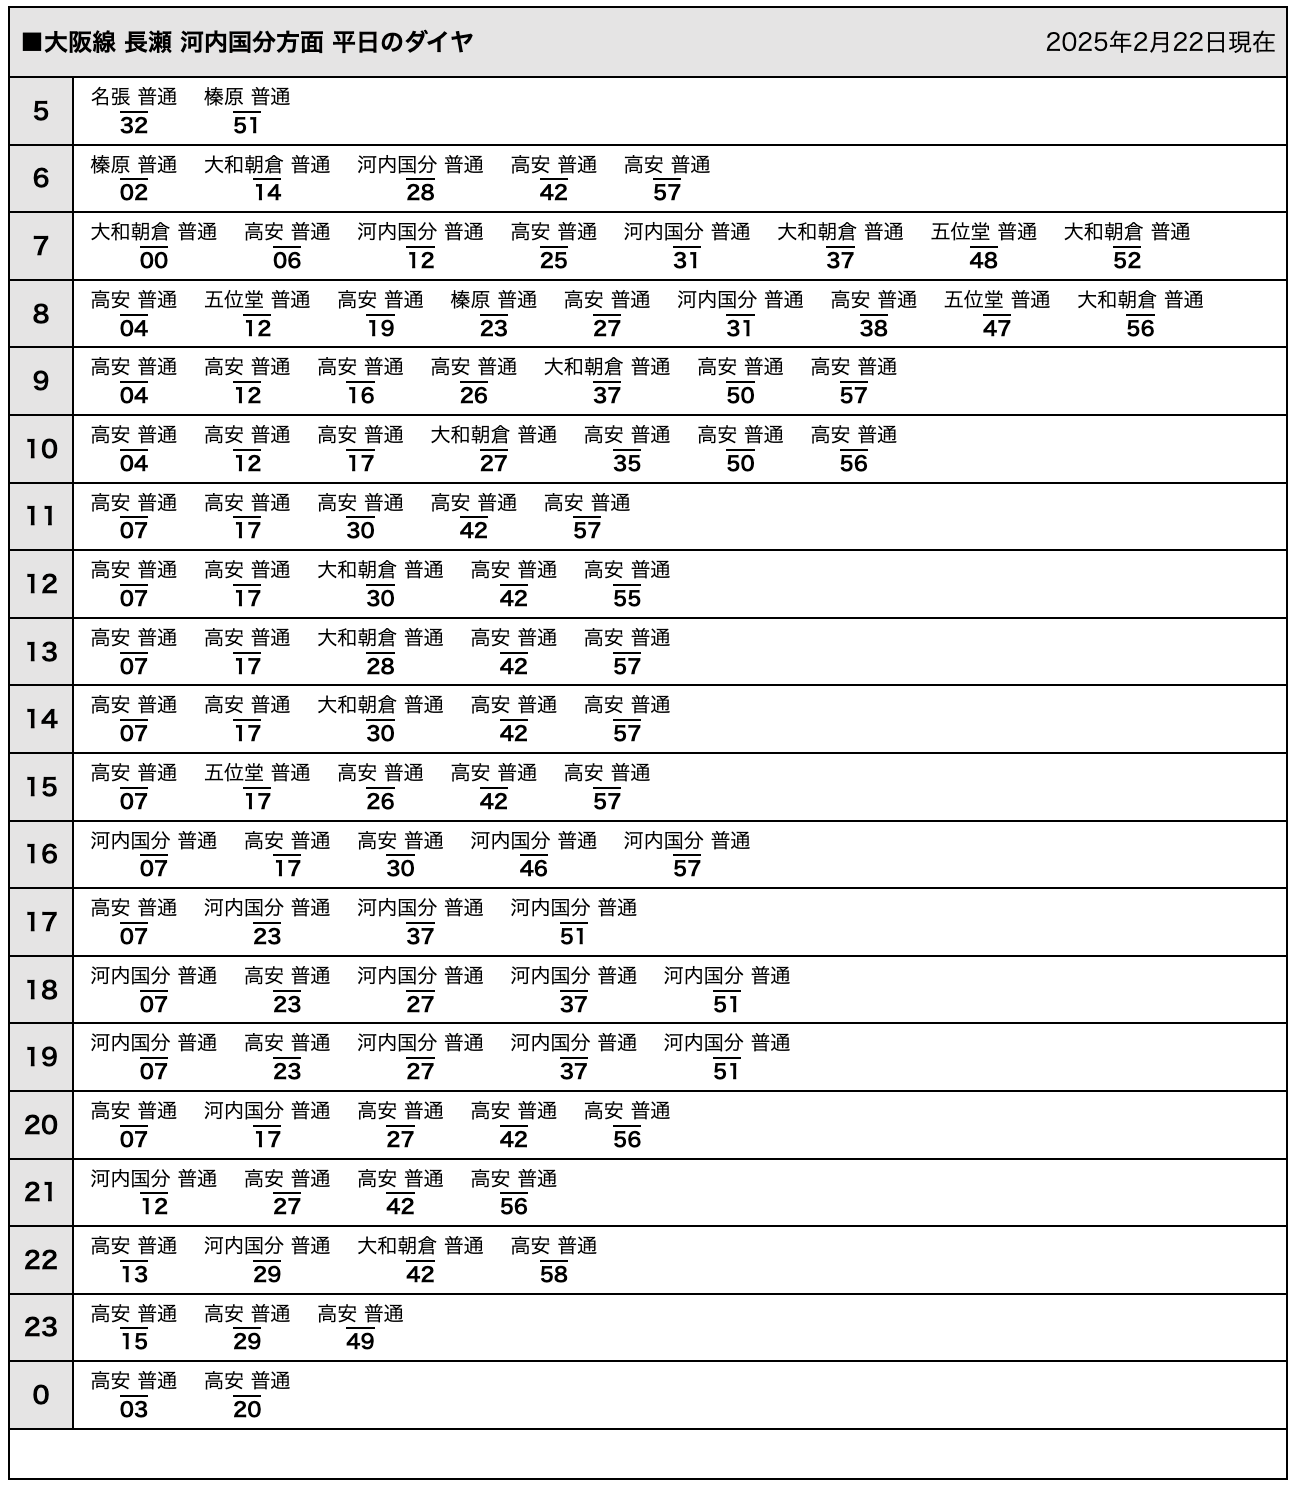 ■大阪線 長瀬 河内国分方面 平日のダイヤ 2025年2月22日現在
5
名張 普通 榛原 普通
32 51
6
榛原 普通 大和朝倉 普通 河内国分 普通 高安 普通 高安 普通
02 14 28 42 57
7
大和朝倉 普通 高安 普通 河内国分 普通 高安 普通 河内国分 普通 大和朝倉 普通 五位堂 普通 大和朝倉 普通
00 06 12 25 31 37 48 52
8
高安 普通 五位堂 普通 高安 普通 榛原 普通 高安 普通 河内国分 普通 高安 普通 五位堂 普通 大和朝倉 普通
04 12 19 23 27 31 38 47 56
9
高安 普通 高安 普通 高安 普通 高安 普通 大和朝倉 普通 高安 普通 高安 普通
04 12 16 26 37 50 57
10
高安 普通 高安 普通 高安 普通 大和朝倉 普通 高安 普通 高安 普通 高安 普通
04 12 17 27 35 50 56
11
高安 普通 高安 普通 高安 普通 高安 普通 高安 普通
07 17 30 42 57
12
高安 普通 高安 普通 大和朝倉 普通 高安 普通 高安 普通
07 17 30 42 55
13
高安 普通 高安 普通 大和朝倉 普通 高安 普通 高安 普通
07 17 28 42 57
14
高安 普通 高安 普通 大和朝倉 普通 高安 普通 高安 普通
07 17 30 42 57
15
高安 普通 五位堂 普通 高安 普通 高安 普通 高安 普通
07 17 26 42 57
16
河内国分 普通 高安 普通 高安 普通 河内国分 普通 河内国分 普通
07 17 30 46 57
17
高安 普通 河内国分 普通 河内国分 普通 河内国分 普通
07 23 37 51
18
河内国分 普通 高安 普通 河内国分 普通 河内国分 普通 河内国分 普通
07 23 27 37 51
19
河内国分 普通 高安 普通 河内国分 普通 河内国分 普通 河内国分 普通
07 23 27 37 51
20
高安 普通 河内国分 普通 高安 普通 高安 普通 高安 普通
07 17 27 42 56
21
河内国分 普通 高安 普通 高安 普通 高安 普通
12 27 42 56
22
高安 普通 河内国分 普通 大和朝倉 普通 高安 普通
13 29 42 58
23
高安 普通 高安 普通 高安 普通
15 29 49
0
高安 普通 高安 普通
03 20